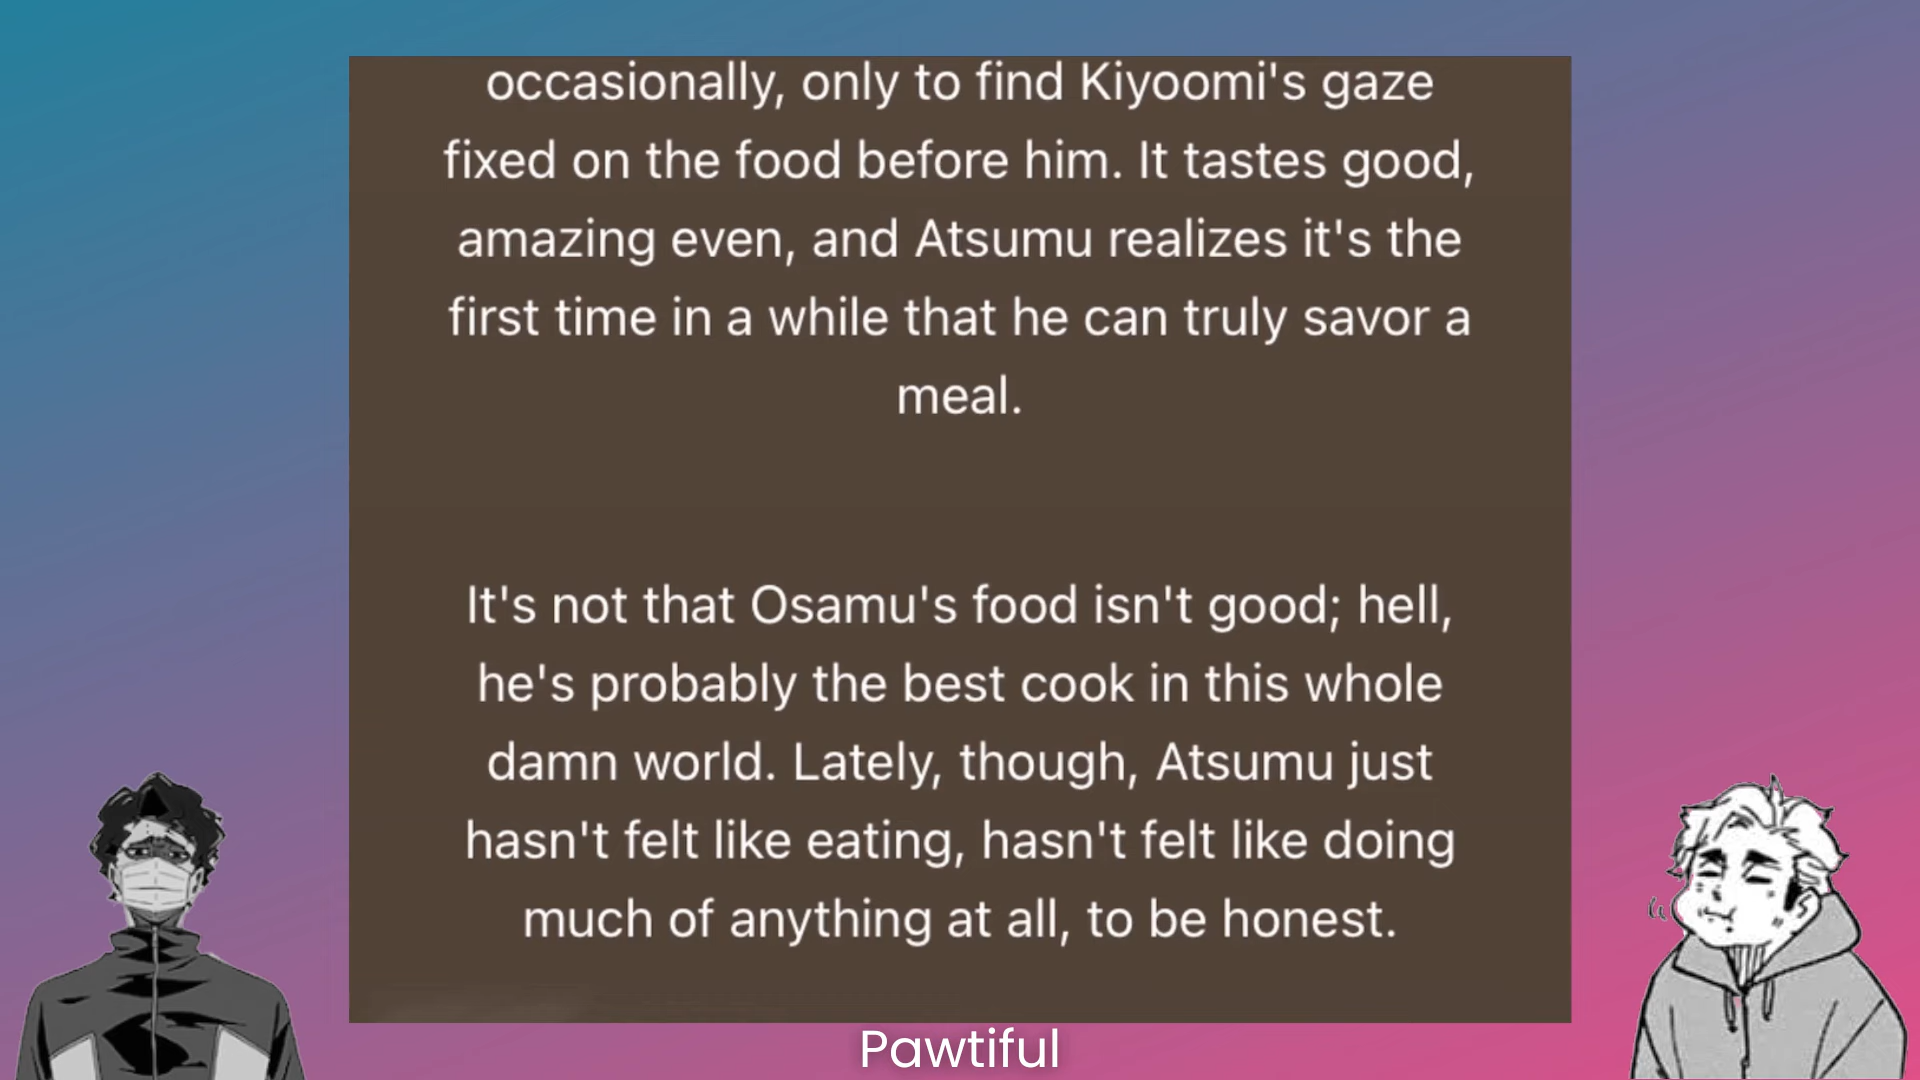 occasionally, only to find Kiyoomi's gaze
fixed on the food before him. It tastes good,
amazing even, and Atsumu realizes it's the
first time in a while that he can truly savor a
meal.
It's not that Osamu's food isn't good; hell,
he's probably the best cook in this whole
damn world. Lately, though, Atsumu just
hasn't felt like eating, hasn't felt like doing
much of anything at all, to be honest.
Pawtiful